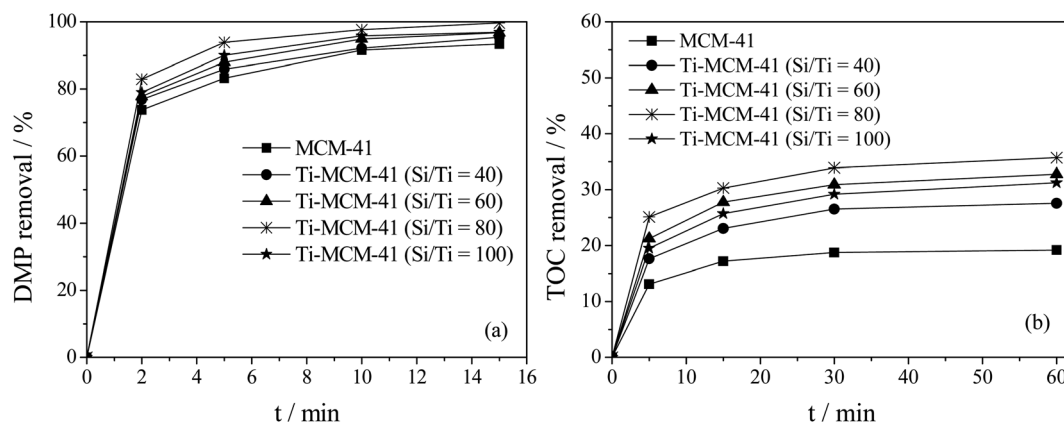 100
80
60
40
20
0
DMP removal / %
MCM-41
Ti-MCM-41 (Si/Ti = 40)
Ti-MCM-41 (Si/Ti = 60)
Ti-MCM-41 (Si/Ti = 80)
Ti-MCM-41 (Si/Ti = 100)
(a)
0 2 4 6 8 10 12 14 16
t / min
60
50
40
30
20
10
0
TOC removal / %
MCM-41
Ti-MCM-41 (Si/Ti = 40)
Ti-MCM-41 (Si/Ti = 60)
Ti-MCM-41 (Si/Ti = 80)
Ti-MCM-41 (Si/Ti = 100)
(b)
0 10 20 30 40 50 60
t / min